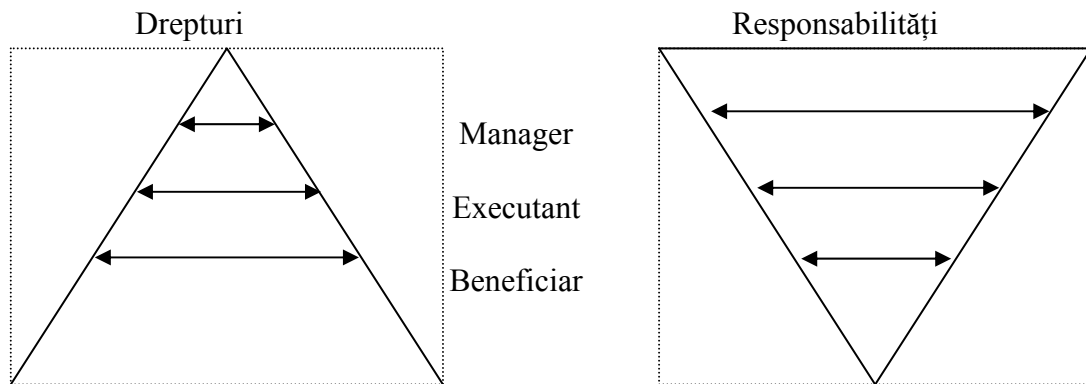 Drepturi
Responsabilități
Manager
Executant
Beneficiar